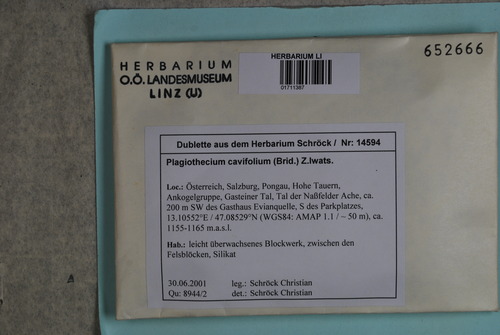 HERBARIUM
O.Ö. LANDESMUSEUM
LINZ (U)
HERBARIUM LI
01711387
652666
Dublette aus dem Herbarium Schröck / Nr: 14594
Plagiothecium cavifolium (Brid.) Z.Iwats.
Loc.: Österreich, Salzburg, Pongau, Hohe Tauern,
Ankogelgruppe, Gasteiner Tal, Tal der Naßfelder Ache, ca.
200 m SW des Gasthaus Evianquelle, S des Parkplatzes,
13.10552°E / 47.08529°N (WGS84: AMAP 1.1 / ~ 50 m), ca.
1155-1165 m.a.s.l.
Hab.: leicht überwachsenes Blockwerk, zwischen den
Felsblöcken, Silikat
30.06.2001 leg.: Schröck Christian
Qu: 8944/2 det.: Schröck Christian